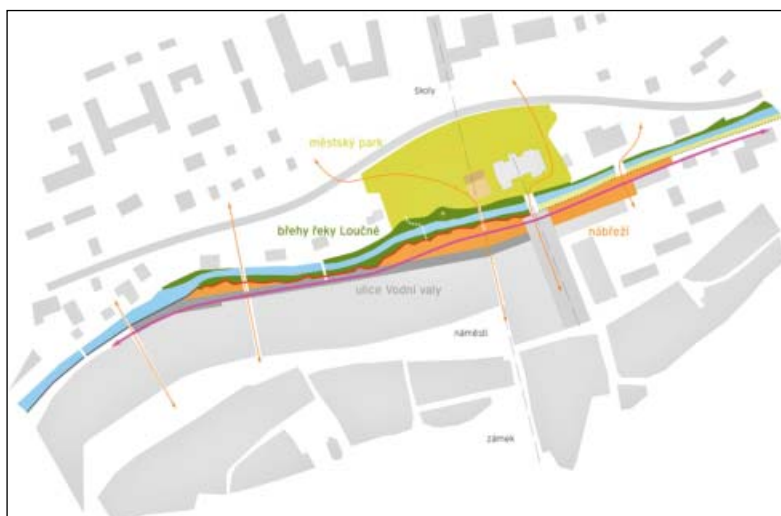 školy
městský park
břehy řeky Loučné
nábřeží
ulice Vodní valy
náměstí
zámek